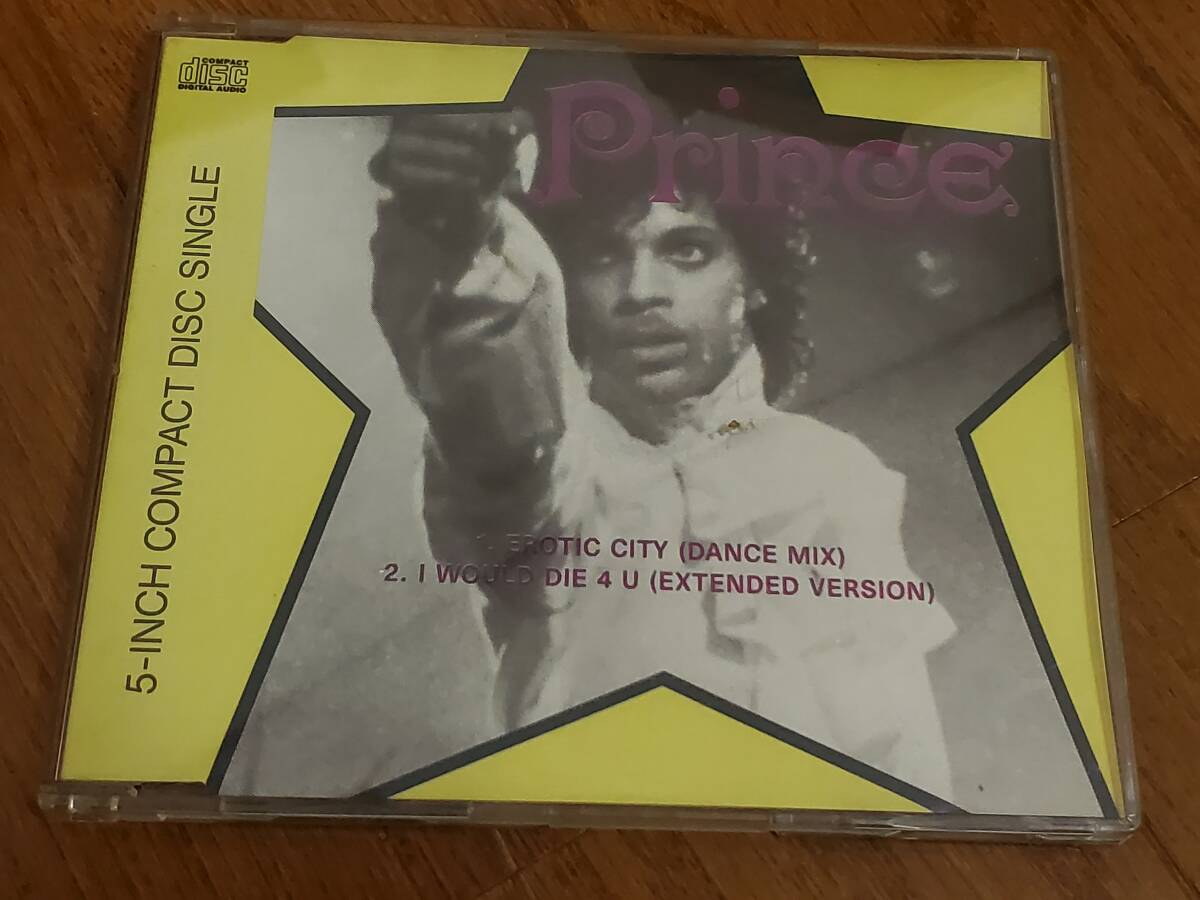 COMPACT
disc
DIGITAL AUDIO
Prince
5-INCH COMPACT DISC SINGLE
1. EROTIC CITY (DANCE MIX)
2. I WOULD DIE 4 U (EXTENDED VERSION)